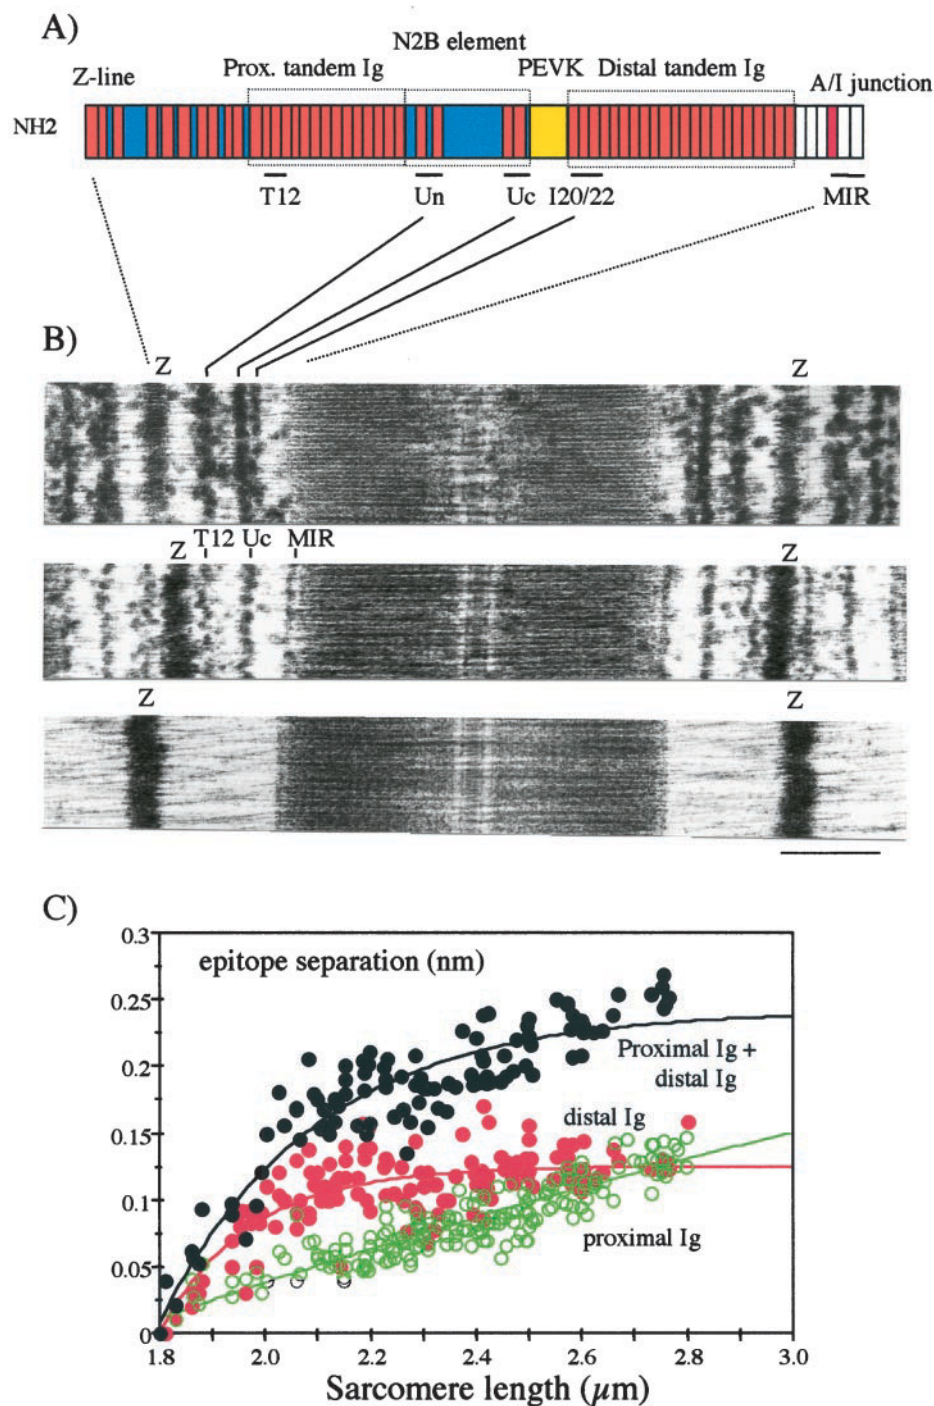 A)
N2B element
Z-line Prox. tandem Ig PEVK Distal tandem Ig
A/I junction
NH2
T12 Un Uc I20/22 MIR
B)
Z Z
Z T12 Uc MIR Z
Z Z
C)
0.3
epitope separation (nm)
0.25
0.2
Proximal Ig +
distal Ig
0.15
distal Ig
0.1
proximal Ig
0.05
0
1.8 2.0 2.2 2.4 2.6 2.8 3.0
Sarcomere length (µm)